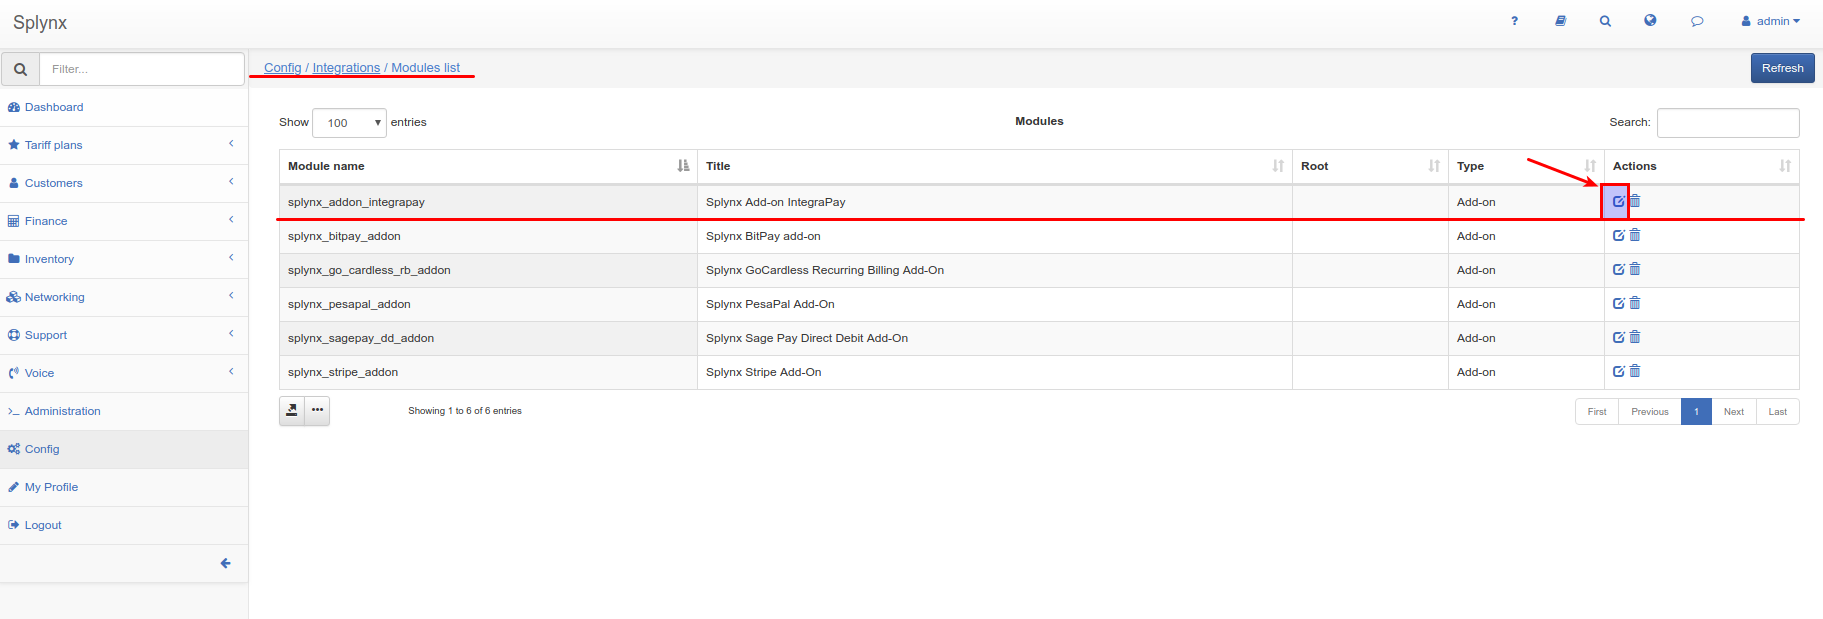 Splynx
? admin
Filter...
Config / Integrations / Modules list
Refresh
Dashboard
Tariff plans
Customers
Finance
Inventory
Networking
Support
Voice
Administration
Config
My Profile
Logout
Show 100 entries
Modules
Search:
Module name Title Root Type Actions
splynx_addon_integrapay Splynx Add-on IntegraPay Add-on
splynx_bitpay_addon Splynx BitPay add-on Add-on
splynx_go_cardless_rb_addon Splynx GoCardless Recurring Billing Add-On Add-on
splynx_pesapal_addon Splynx PesaPal Add-On Add-on
splynx_sagepay_dd_addon Splynx Sage Pay Direct Debit Add-On Add-on
splynx_stripe_addon Splynx Stripe Add-On Add-on
Showing 1 to 6 of 6 entries
First Previous 1 Next Last